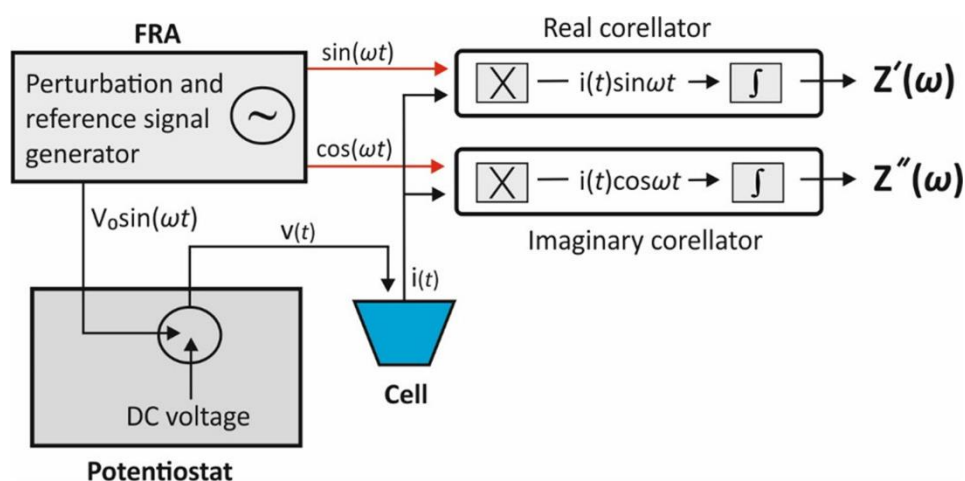 FRA
Perturbation and
reference signal
generator
~
sin(ωt)
cos(ωt)
Real corellator
X
i(t)sinωt
∫
Z′(ω)
X
i(t)cosωt
∫
Z″(ω)
Imaginary corellator
V₀sin(ωt)
v(t)
i(t)
Cell
DC voltage
Potentiostat